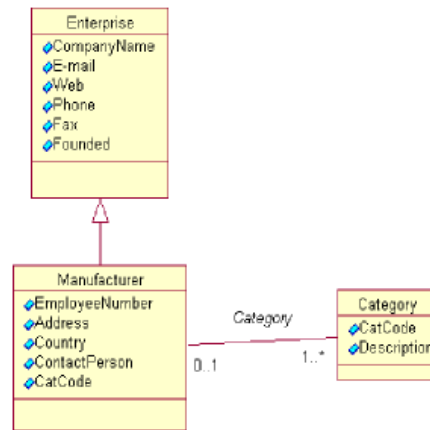 Enterprise
CompanyName
E-mail
Web
Phone
Fax
Founded
Manufacturer
EmployeeNumber
Address
Country
ContactPerson
CatCode
Category
0..1
1..*
Category
CatCode
Description